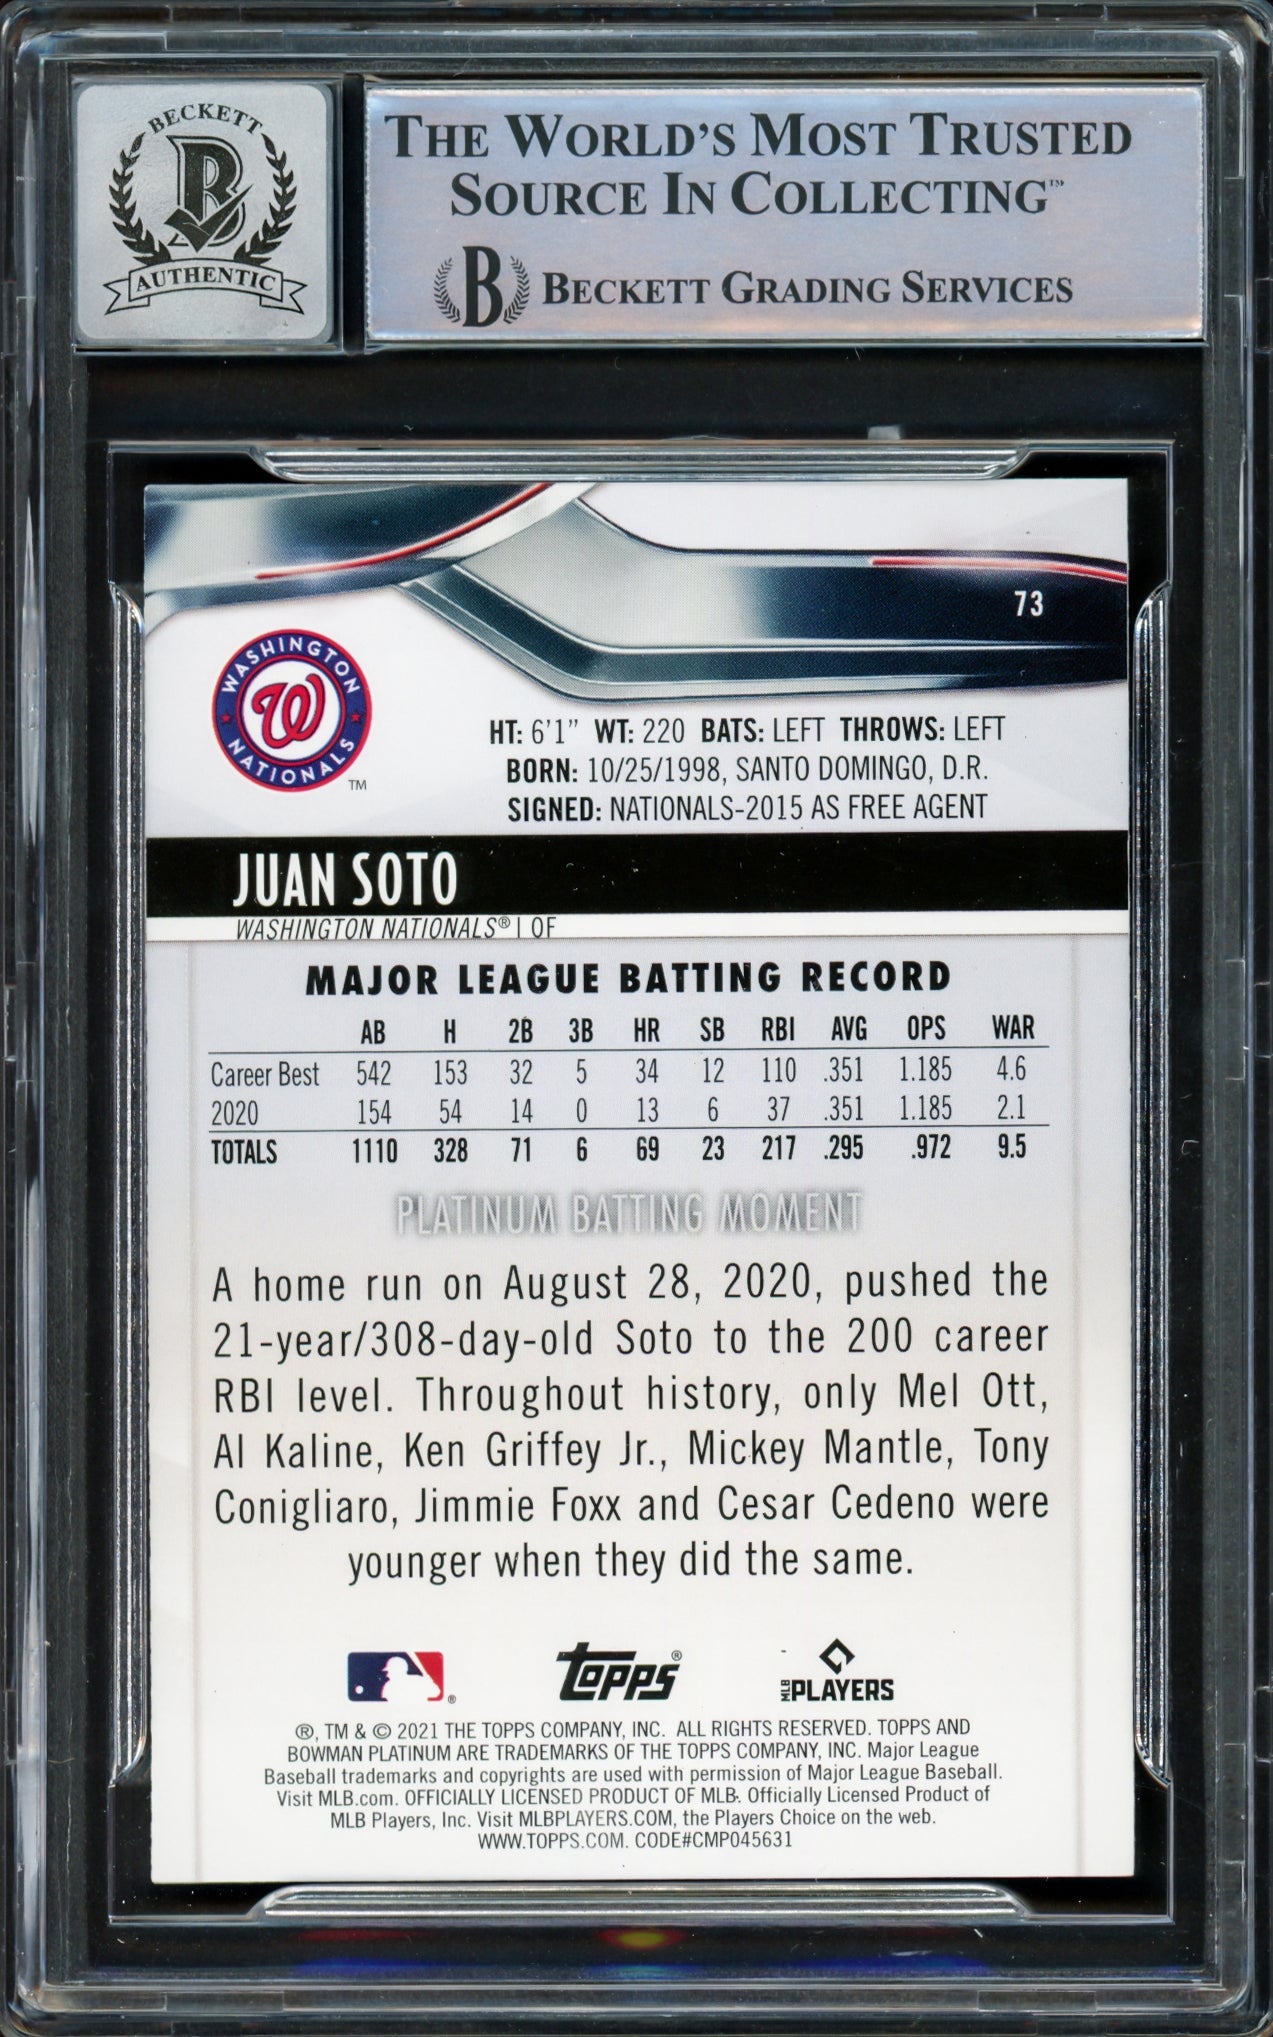 BECKETT
B
AUTHENTIC
THE WORLD'S MOST TRUSTED
SOURCE IN COLLECTING™
B BECKETT GRADING SERVICES
73
WASHINGTON
W
NATIONALS
TM
HT: 6'1” WT: 220 BATS: LEFT THROWS: LEFT
BORN: 10/25/1998, SANTO DOMINGO, D.R.
SIGNED: NATIONALS-2015 AS FREE AGENT
JUAN SOTO
WASHINGTON NATIONALS® | OF
MAJOR LEAGUE BATTING RECORD
AB H 2B 3B HR SB RBI AVG OPS WAR
Career Best 542 153 32 5 34 12 110 .351 1.185 4.6
2020 154 54 14 0 13 6 37 .351 1.185 2.1
TOTALS 1110 328 71 6 69 23 217 .295 .972 9.5
PLATINUM BATTING MOMENT
A home run on August 28, 2020, pushed the
21-year/308-day-old Soto to the 200 career
RBI level. Throughout history, only Mel Ott,
Al Kaline, Ken Griffey Jr., Mickey Mantle, Tony
Conigliaro, Jimmie Foxx and Cesar Cedeno were
younger when they did the same.
® Topps® MLB PLAYERS
®, TM & © 2021 THE TOPPS COMPANY, INC. ALL RIGHTS RESERVED. TOPPS AND
BOWMAN PLATINUM ARE TRADEMARKS OF THE TOPPS COMPANY, INC. Major League
Baseball trademarks and copyrights are used with permission of Major League Baseball.
Visit MLB.com. OFFICIALLY LICENSED PRODUCT OF MLB. Officially Licensed Product of
MLB Players, Inc. Visit MLBPLAYERS.COM, the Players Choice on the web.
WWW.TOPPS.COM. CODE#CMP045631